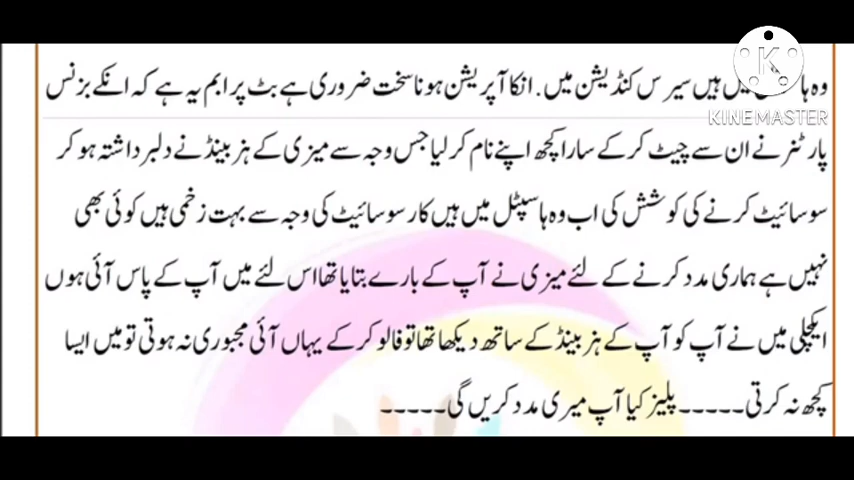 KINEMASTER
وہ ہاسپٹل میں ہیں سیرس کنڈیشن میں. انکا آپریشن ہونا سخت ضروری ہے بٹ پرابم یہ ہے کہ انکے بزنس
پارٹنر نے ان سے چیٹ کر کے سارا کچھ اپنے نام کر لیا جس وجہ سے میزی کے ہزبینڈ نے دلبرداشتہ ہو کر
سوسائیٹ کرنے کی کوشش کی اب وہ ہاسپٹل میں ہیں کار سوسائیٹ کی وجہ سے بہت زخمی ہیں کوئی بھی
نہیں ہے ہماری مدد کرنے کے لئے میزی نے آپ کے بارے بتایا تھا اس لئے میں آپ کے پاس آئی ہوں
ایکچلی میں نے آپ کو آپ کے ہزبینڈ کے ساتھ دیکھا تھا تو فالو کر کے یہاں آئی مجبوری نہ ہوتی تو میں ایسا
کچھ نہ کرتی ----- پلیز کیا آپ میری مدد کریں گی -----